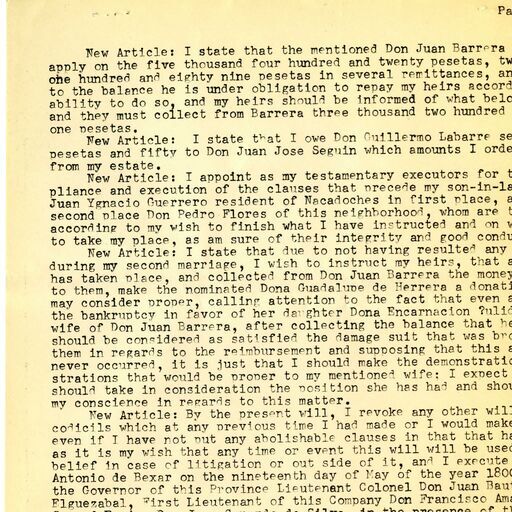 Pa
New Article: I state that the mentioned Don Juan Barrera
apply on the five thousand four hundred and twenty pesetas, tw
one hundred and eighty nine pesetas in several remittances, an
to the balance he is under obligation to repay my heirs accord
ability to do so, and my heirs should be informed of what belo
and they must collect from Barrera three thousand two hundred
one pesetas.
New Article: I state that I owe Don Guillermo Labarre se
pesetas and fifty to Don Juan Jose Seguin which amounts I orde
from my estate.
New Article: I appoint as my testamentary executors for t
pliance and execution of the clauses that precede my son-in-la
Juan Ygnacio Guerrero resident of Nacadoches in first place, a
second place Don Pedro Flores of this neighborhood, whom are t
according to my wish to finish what I have instructed and on w
to take my place, as am sure of their integrity and good condu
New Article: I state that due to not having resulted any
during my second marriage, I wish to instruct my heirs, that a
has taken place, and collected from Don Juan Barrera the money
to them, make the nominated Dona Guadalupe de Herrera a donati
may consider proper, calling attention to the fact that even a
the bankruptcy in favor of her daughter Dona Encarnacion ?ulid
wife of Don Juan Barrera, after collecting the balance that he
should be considered as satisfied the damage suit that was bro
them in regards to the reimbursement and supposing that this a
never occurred, it is just that I should make the demonstratio
strations that would be proper to my mentioned wife: I expect
should take in consideration the position she has had and shou
my conscience in regards to this matter.
New Article: By the present will, I revoke any other will
codicils which at any previous time I had made or I would make
even if I have not put any abolishable clauses in that that ha
as it is my wish that any time or event this will will be used
belief in case of litigation or out side of it, and I execute
Antonio de Bexar on the nineteenth day of May of the year 1800
the Governor of this Province Lieutenant Colonel Don Juan Baut
Elguezabal, First Lieutenant of this Company Don Francisco Ama